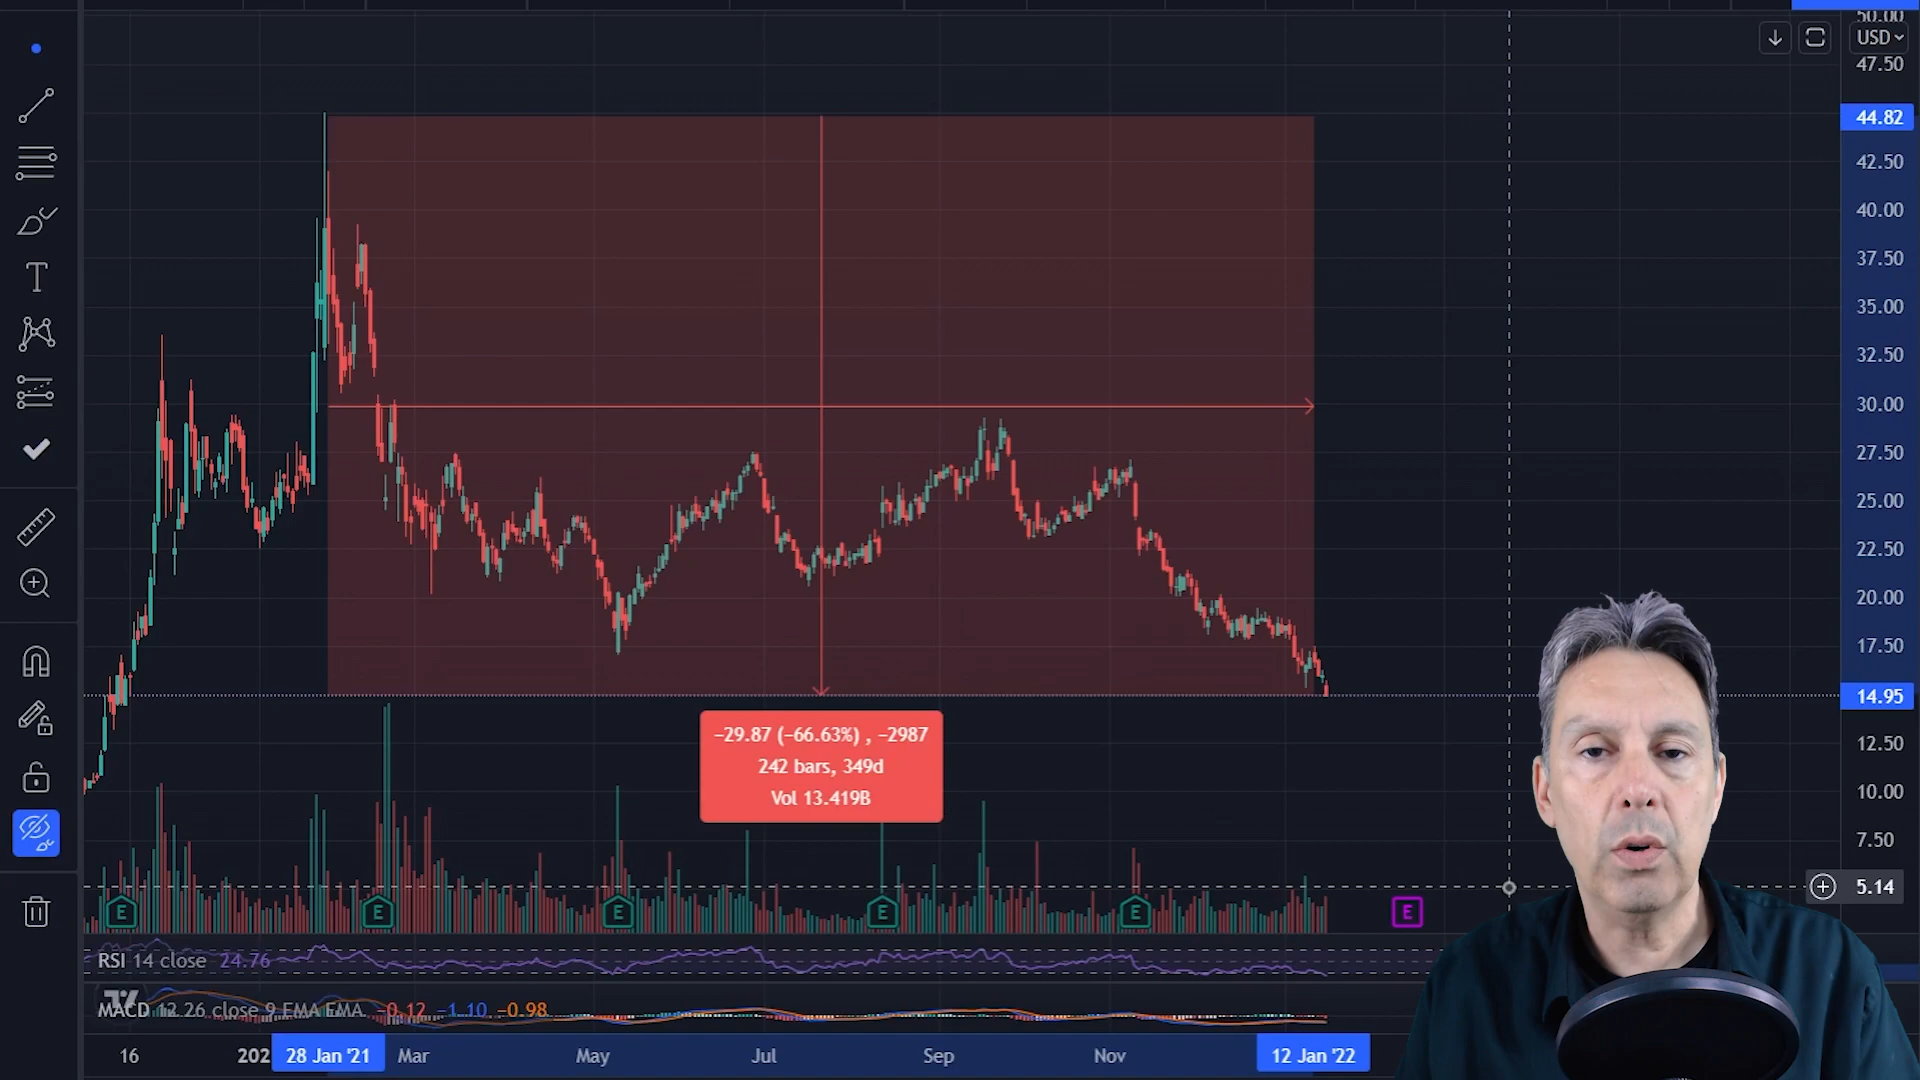 50.00
USD
47.50
44.82
42.50
40.00
37.50
35.00
32.50
30.00
27.50
25.00
22.50
20.00
17.50
14.95
12.50
10.00
7.50
5.14
T
−29.87 (−66.63%) , −2987
242 bars, 349d
Vol 13.419B
E E E E E E
RSI 14 close 24.76
MACD 12 26 close 9 EMA EMA −0.12 −1.10 −0.98
16 202 28 Jan '21 Mar May Jul Sep Nov 12 Jan '22